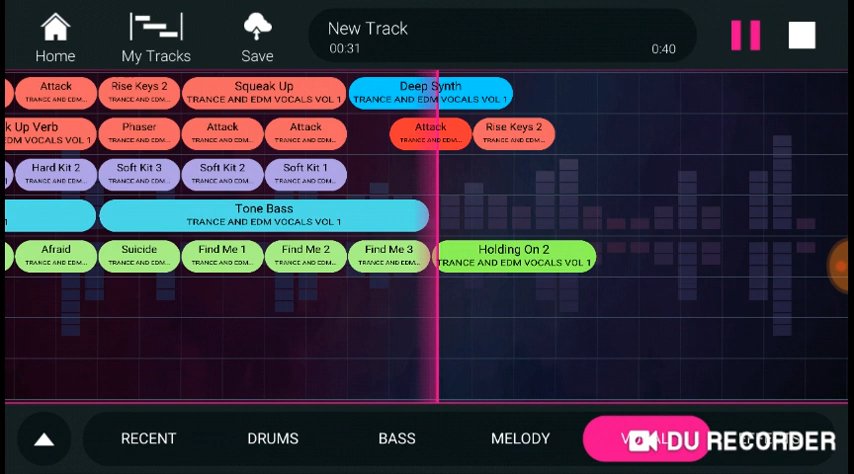 New Track
00:31
0:40
Home
My Tracks
Save
Attack
TRANCE AND EDM...
Rise Keys 2
TRANCE AND EDM...
Squeak Up
TRANCE AND EDM VOCALS VOL 1
Deep Synth
TRANCE AND EDM VOCALS VOL 1
k Up Verb
EDM VOCALS VOL 1
Phaser
TRANCE AND EDM...
Attack
TRANCE AND EDM...
Attack
TRANCE AND EDM...
Attack
TRANCE AND EDM...
Rise Keys 2
TRANCE AND EDM...
Hard Kit 2
TRANCE AND EDM...
Soft Kit 3
TRANCE AND EDM...
Soft Kit 2
TRANCE AND EDM...
Soft Kit 1
TRANCE AND EDM...
1
Tone Bass
TRANCE AND EDM VOCALS VOL 1
Afraid
TRANCE AND EDM...
Suicide
TRANCE AND EDM...
Find Me 1
TRANCE AND EDM...
Find Me 2
TRANCE AND EDM...
Find Me 3
TRANCE AND EDM...
Holding On 2
TRANCE AND EDM VOCALS VOL 1
RECENT
DRUMS
BASS
MELODY
DU RECORDER